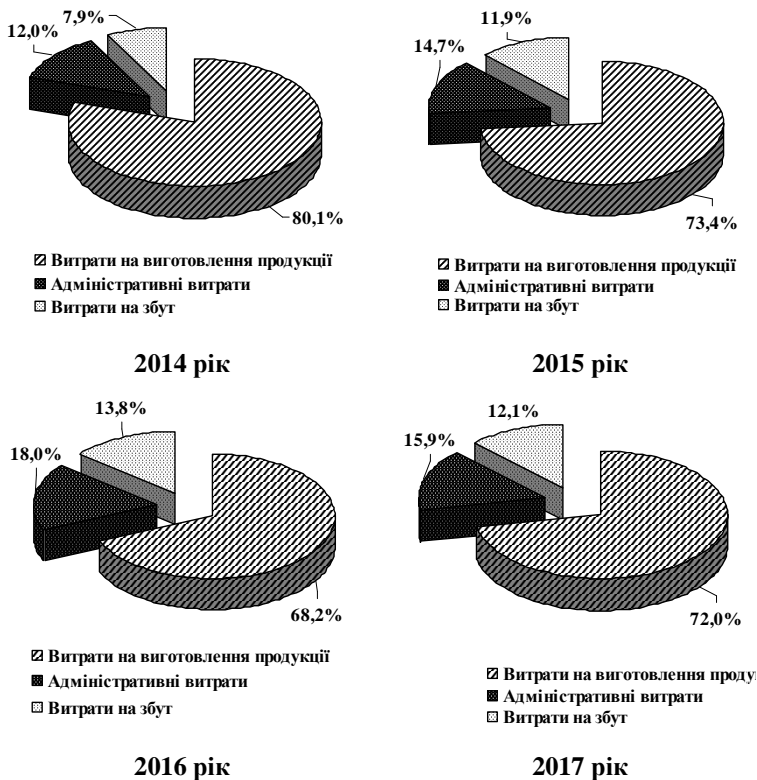 7,9%
12,0%
80,1%
Витрати на виготовлення продукції
Адміністративні витрати
Витрати на збут
2014 рік
11,9%
14,7%
73,4%
Витрати на виготовлення продукції
Адміністративні витрати
Витрати на збут
2015 рік
13,8%
18,0%
68,2%
Витрати на виготовлення продукції
Адміністративні витрати
Витрати на збут
2016 рік
12,1%
15,9%
72,0%
Витрати на виготовлення проду
Адміністративні витрати
Витрати на збут
2017 рік